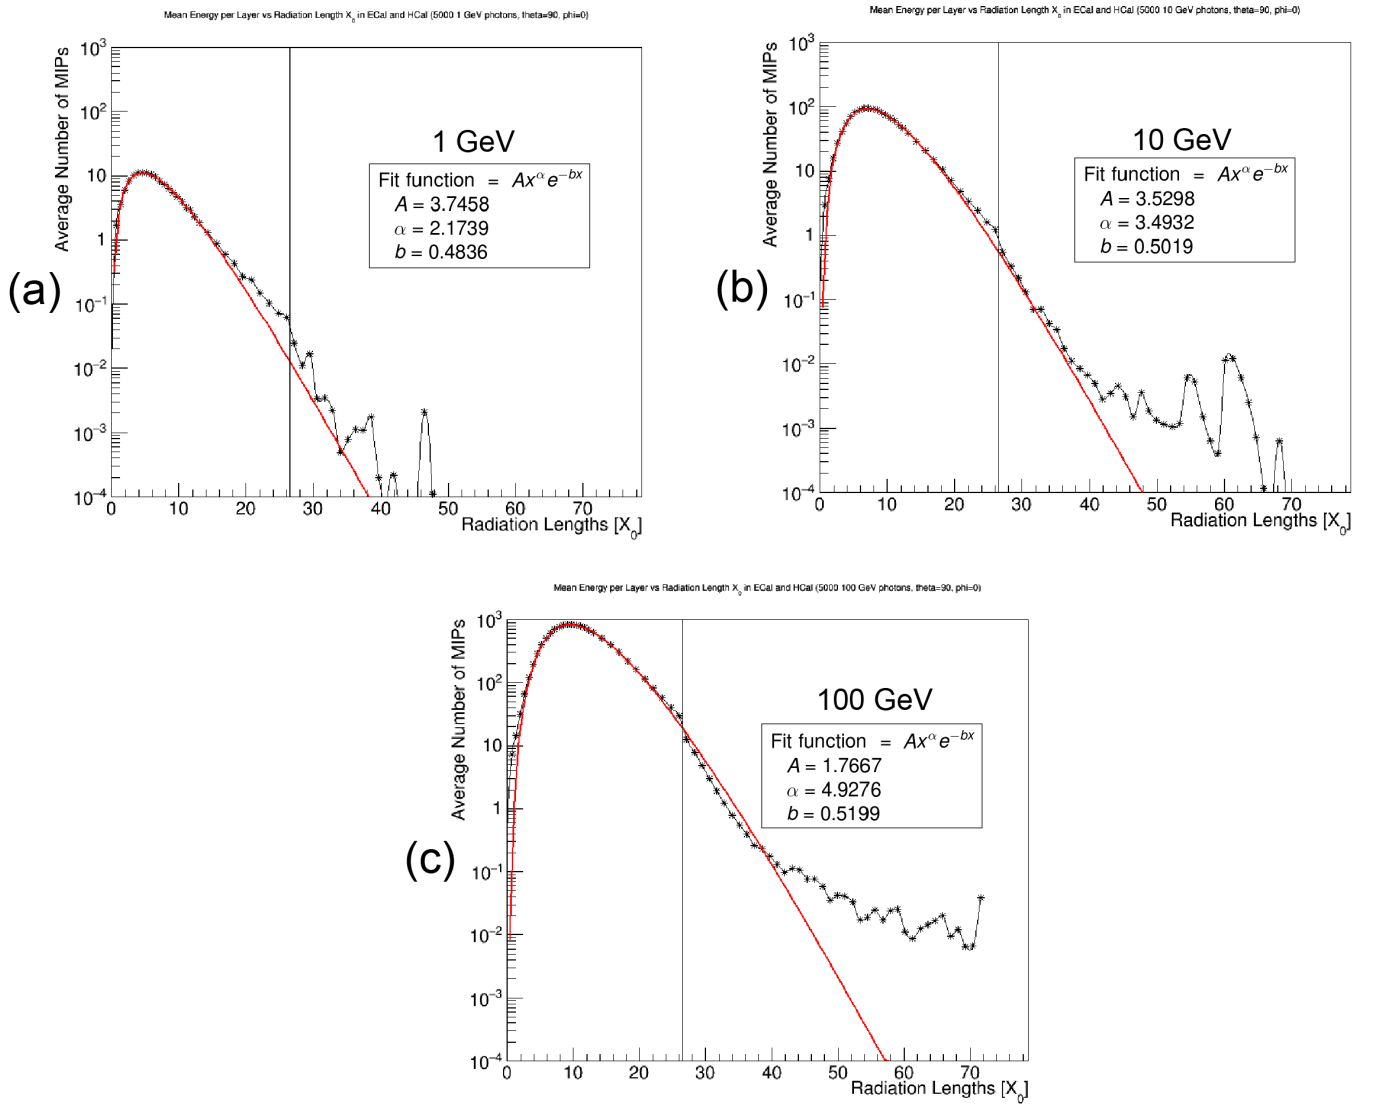 Mean Energy per Layer vs Radiation Length X0 in ECal and HCal (5000 1 GeV photons, theta=90, phi=0)
Average Number of MIPs
10³
10²
10
1
10⁻¹
10⁻²
10⁻³
10⁻⁴
1 GeV
Fit function = Axᵅe⁻ᵇˣ
A = 3.7458
α = 2.1739
b = 0.4836
(a)
0 10 20 30 40 50 60 70
Radiation Lengths [X₀]
Mean Energy per Layer vs Radiation Length X₀ in ECal and HCal (5000 10 GeV photons, theta=90, phi=0)
Average Number of MIPs
10³
10²
10
1
10⁻¹
10⁻²
10⁻³
10⁻⁴
10 GeV
Fit function = Axᵅe⁻ᵇˣ
A = 3.5298
α = 3.4932
b = 0.5019
(b)
0 10 20 30 40 50 60 70
Radiation Lengths [X₀]
Mean Energy per Layer vs Radiation Length X₀ in ECal and HCal (5000 100 GeV photons, theta=90, phi=0)
Average Number of MIPs
10³
10²
10
1
10⁻¹
10⁻²
10⁻³
10⁻⁴
100 GeV
Fit function = Axᵅe⁻ᵇˣ
A = 1.7667
α = 4.9276
b = 0.5199
(c)
0 10 20 30 40 50 60 70
Radiation Lengths [X₀]